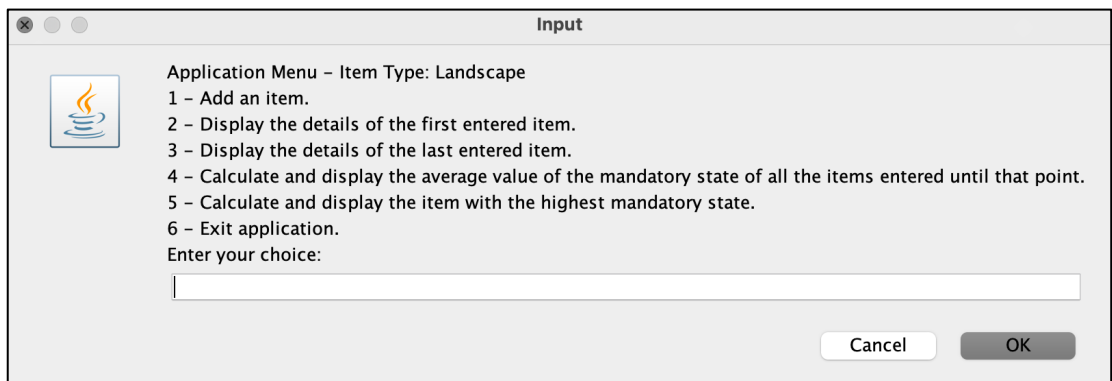 Input
Application Menu – Item Type: Landscape
1 – Add an item.
2 – Display the details of the first entered item.
3 – Display the details of the last entered item.
4 – Calculate and display the average value of the mandatory state of all the items entered until that point.
5 – Calculate and display the item with the highest mandatory state.
6 – Exit application.
Enter your choice:
Cancel OK